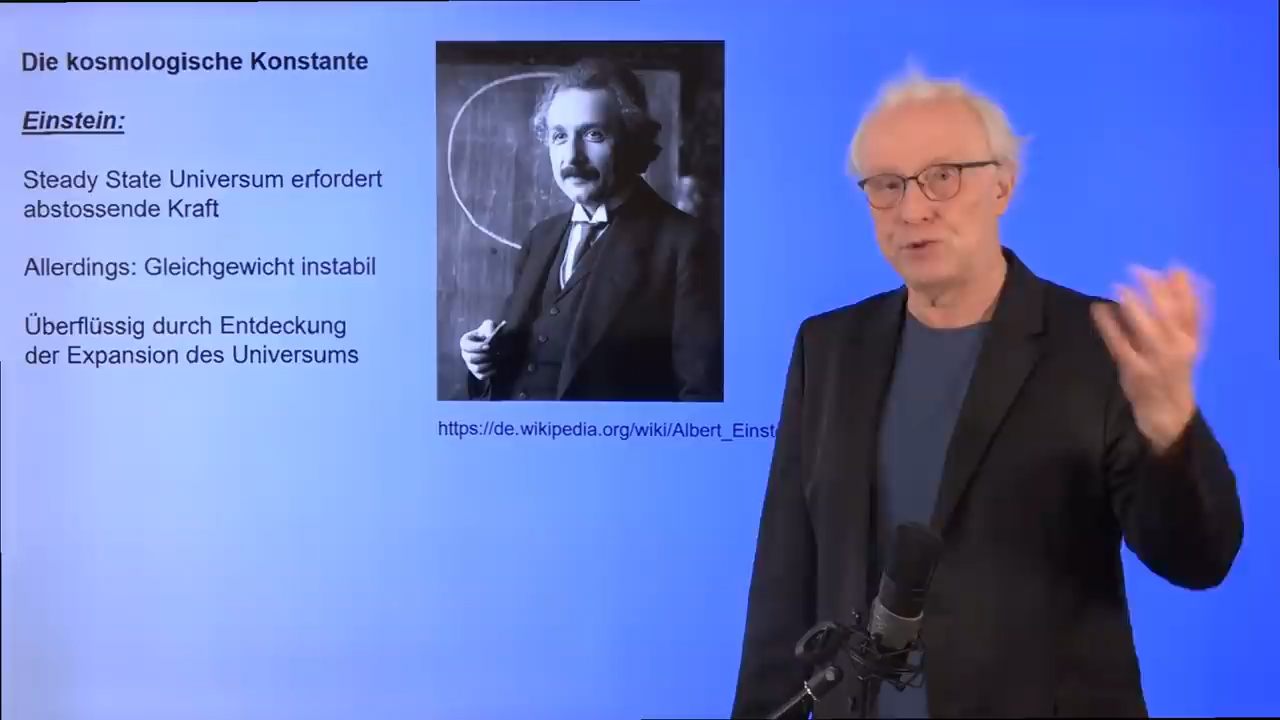 Die kosmologische Konstante
Einstein:
Steady State Universum erfordert
abstossende Kraft
Allerdings: Gleichgewicht instabil
Überflüssig durch Entdeckung
der Expansion des Universums
https://de.wikipedia.org/wiki/Albert_Einst